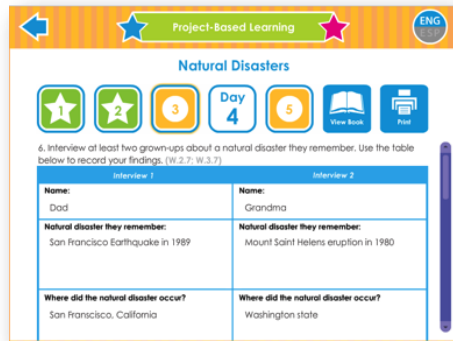 Project-Based Learning
ENG
ESP
Natural Disasters
1
2
3
Day
4
5
View Book
Print
6. Interview at least two grown-ups about a natural disaster they remember. Use the table
below to record your findings. (W.2.7; W.3.7)
Interview 1
Interview 2
Name:
Name:
Dad
Grandma
Natural disaster they remember:
Natural disaster they remember:
San Francisco Earthquake in 1989
Mount Saint Helens eruption in 1980
Where did the natural disaster occur?
Where did the natural disaster occur?
San Franscisco, California
Washington state